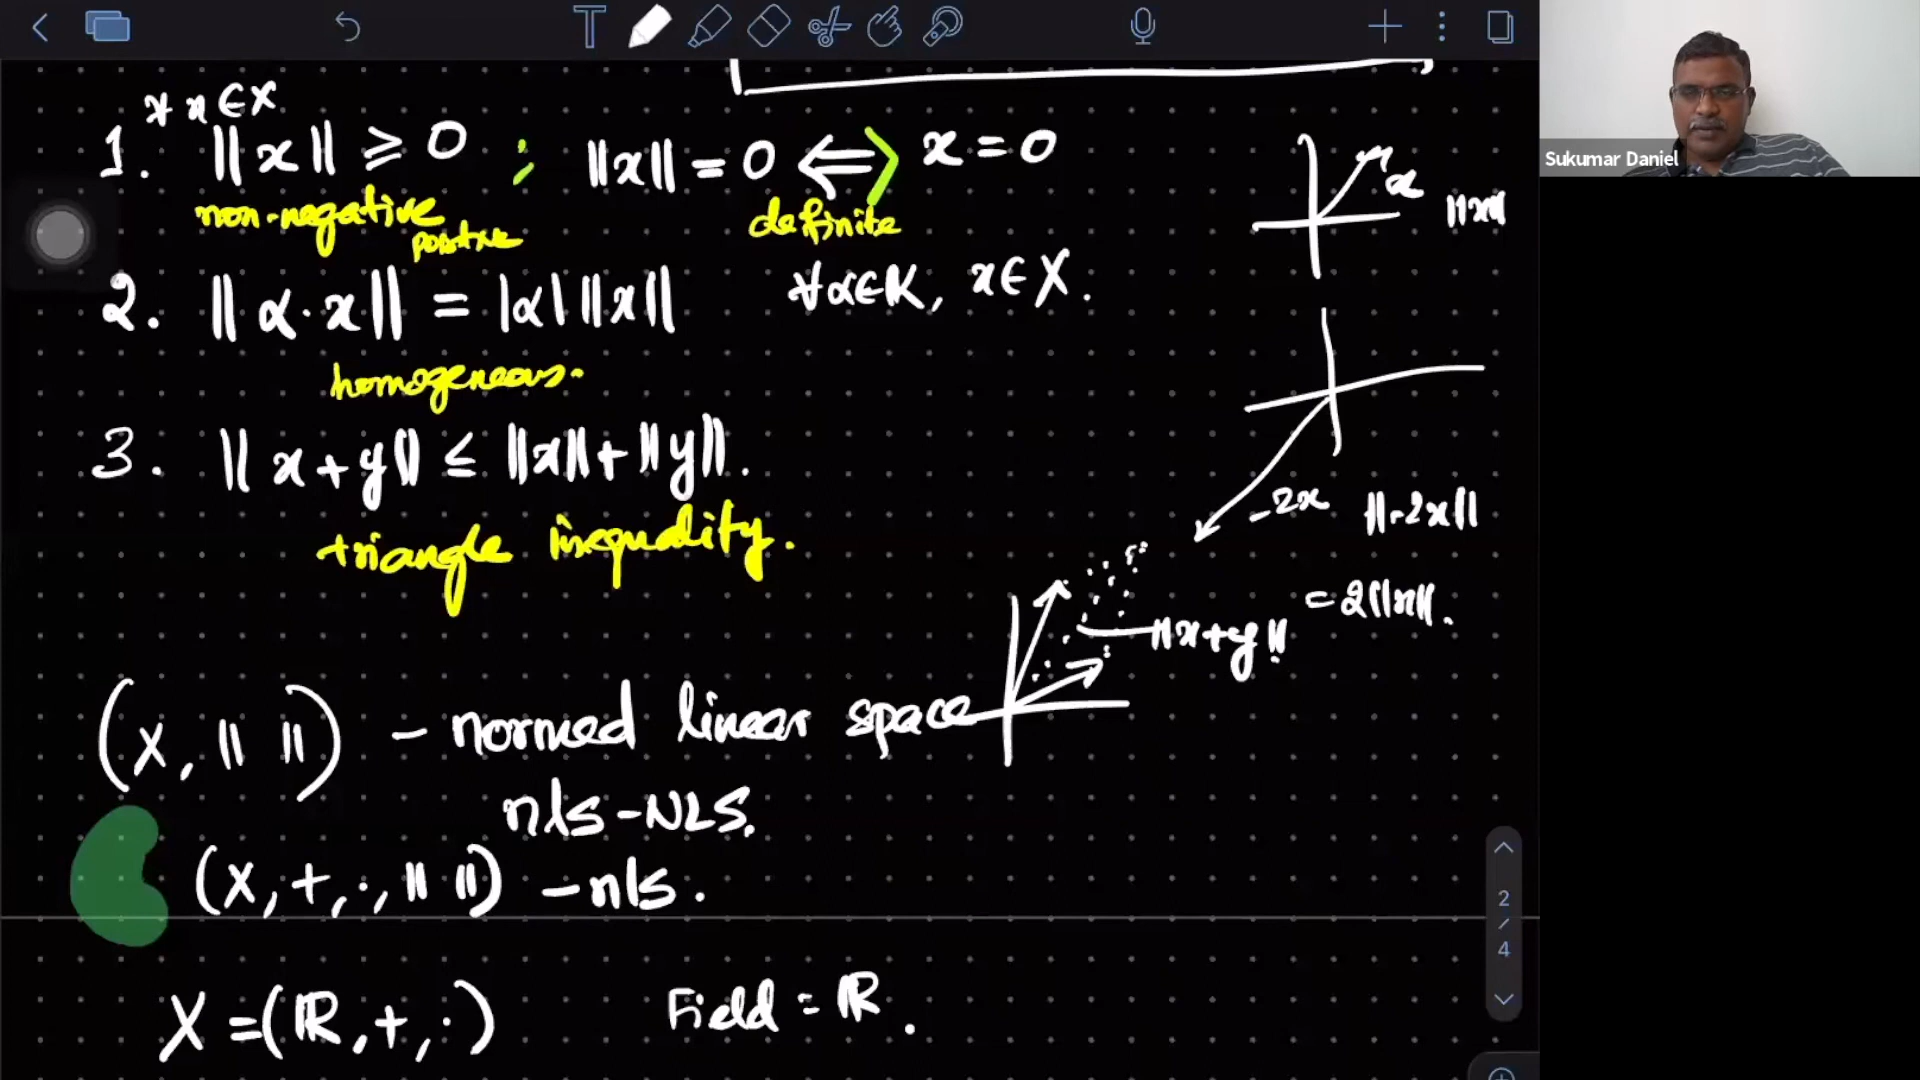 ∀ x ∈ X
1. ||x|| ≥ 0 ; ||x|| = 0 ⟺ x = 0
non-negative
positive
definite
x
||x||
2. ||α·x|| = |α| ||x|| ∀ α ∈ K, x ∈ X.
homogeneous.
3. ||x+y|| ≤ ||x|| + ||y||.
triangle inequality.
-2x ||-2x||
= 2||x||.
||x+y||
(X, || ||) - normed linear space
nls - NLS.
(X, +, ·, || ||) - nls.
X = (ℝ, +, ·) Field = ℝ.
Sukumar Daniel
2
/
4
T